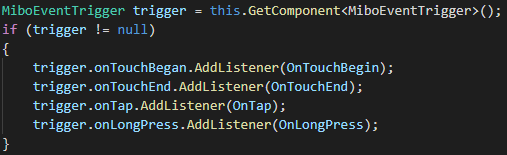 MiboEventTrigger trigger = this.GetComponent<MiboEventTrigger>();
if (trigger != null)
{
    trigger.onTouchBegan.AddListener(OnTouchBegin);
    trigger.onTouchEnd.AddListener(OnTouchEnd);
    trigger.onTap.AddListener(OnTap);
    trigger.onLongPress.AddListener(OnLongPress);
}